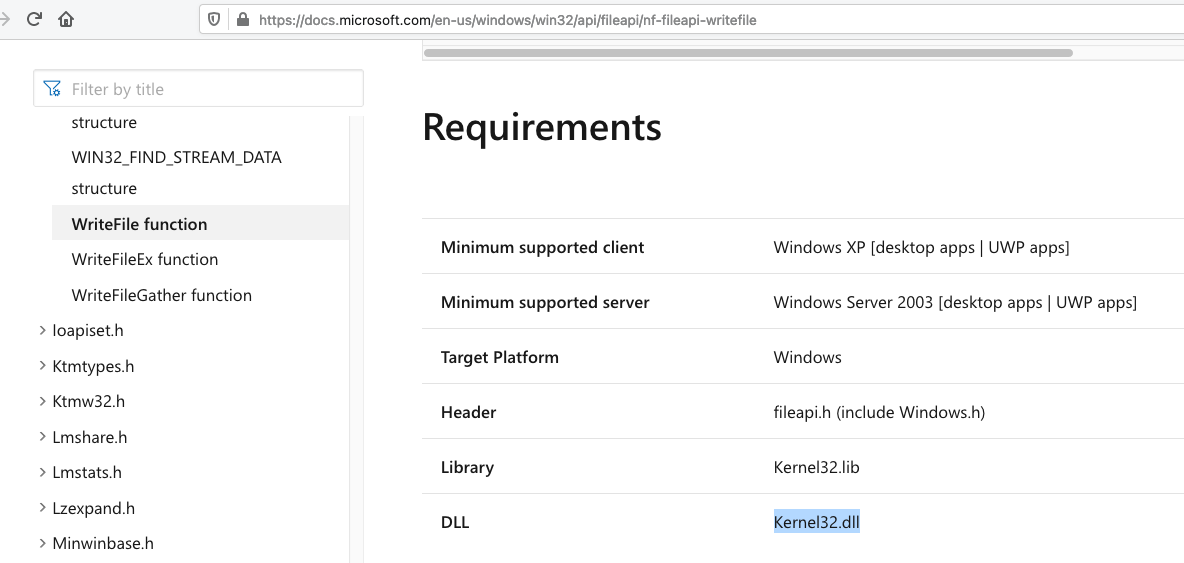 https://docs.microsoft.com/en-us/windows/win32/api/fileapi/nf-fileapi-writefile
Filter by title
structure
WIN32_FIND_STREAM_DATA
structure
WriteFile function
WriteFileEx function
WriteFileGather function
Ioapiset.h
Ktmtypes.h
Ktmw32.h
Lmshare.h
Lmstats.h
Lzexpand.h
Minwinbase.h
Requirements
Minimum supported client Windows XP [desktop apps | UWP apps]
Minimum supported server Windows Server 2003 [desktop apps | UWP apps]
Target Platform Windows
Header fileapi.h (include Windows.h)
Library Kernel32.lib
DLL Kernel32.dll